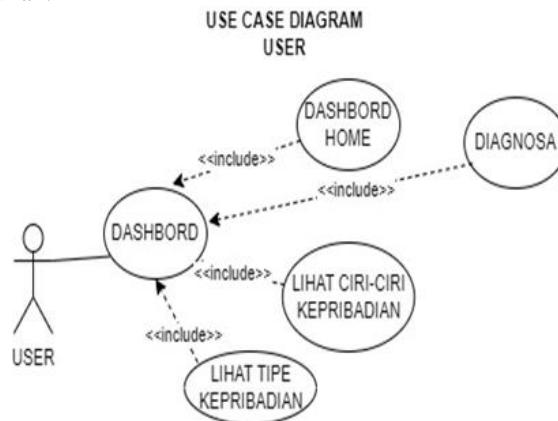 USE CASE DIAGRAM
USER
DASHBORD
HOME
<<include>>
DIAGNOSA
<<include>>
DASHBORD
<<include>>
LIHAT CIRI-CIRI
KEPRIBADIAN
<<include>>
USER
LIHAT TIPE
KEPRIBADIAN